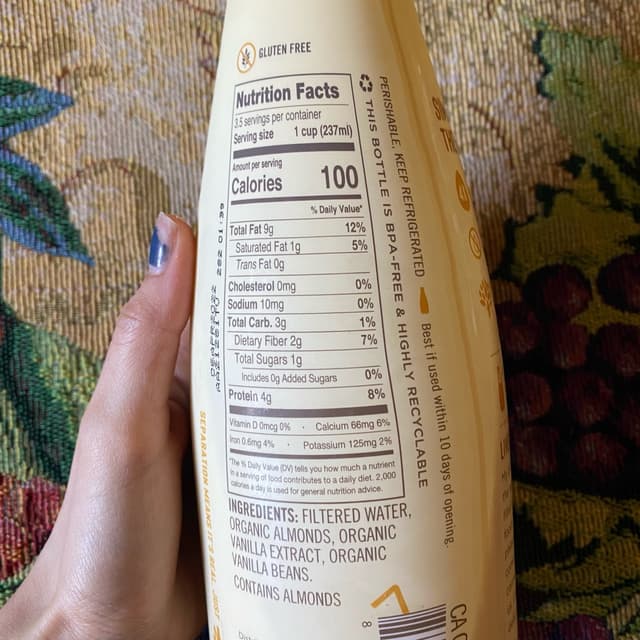 GLUTEN FREE
Nutrition Facts
3.5 servings per container
Serving size 1 cup (237ml)
Amount per serving
Calories 100
% Daily Value*
Total Fat 9g 12%
Saturated Fat 1g 5%
Trans Fat 0g
Cholesterol 0mg 0%
Sodium 10mg 0%
Total Carb. 3g 1%
Dietary Fiber 2g 7%
Total Sugars 1g
Includes 0g Added Sugars 0%
Protein 4g 8%
Vitamin D 0mcg 0% · Calcium 66mg 6%
Iron 0.6mg 4% · Potassium 125mg 2%
*The % Daily Value (DV) tells you how much a nutrient
in a serving of food contributes to a daily diet. 2,000
calories a day is used for general nutrition advice.
INGREDIENTS: FILTERED WATER,
ORGANIC ALMONDS, ORGANIC
VANILLA EXTRACT, ORGANIC
VANILLA BEANS.
CONTAINS ALMONDS
THIS BOTTLE IS BPA-FREE & HIGHLY RECYCLABLE
PERISHABLE. KEEP REFRIGERATED
Best if used within 10 days of opening.
SEPARATION MEANS IT'S REAL. JUST
8
CA